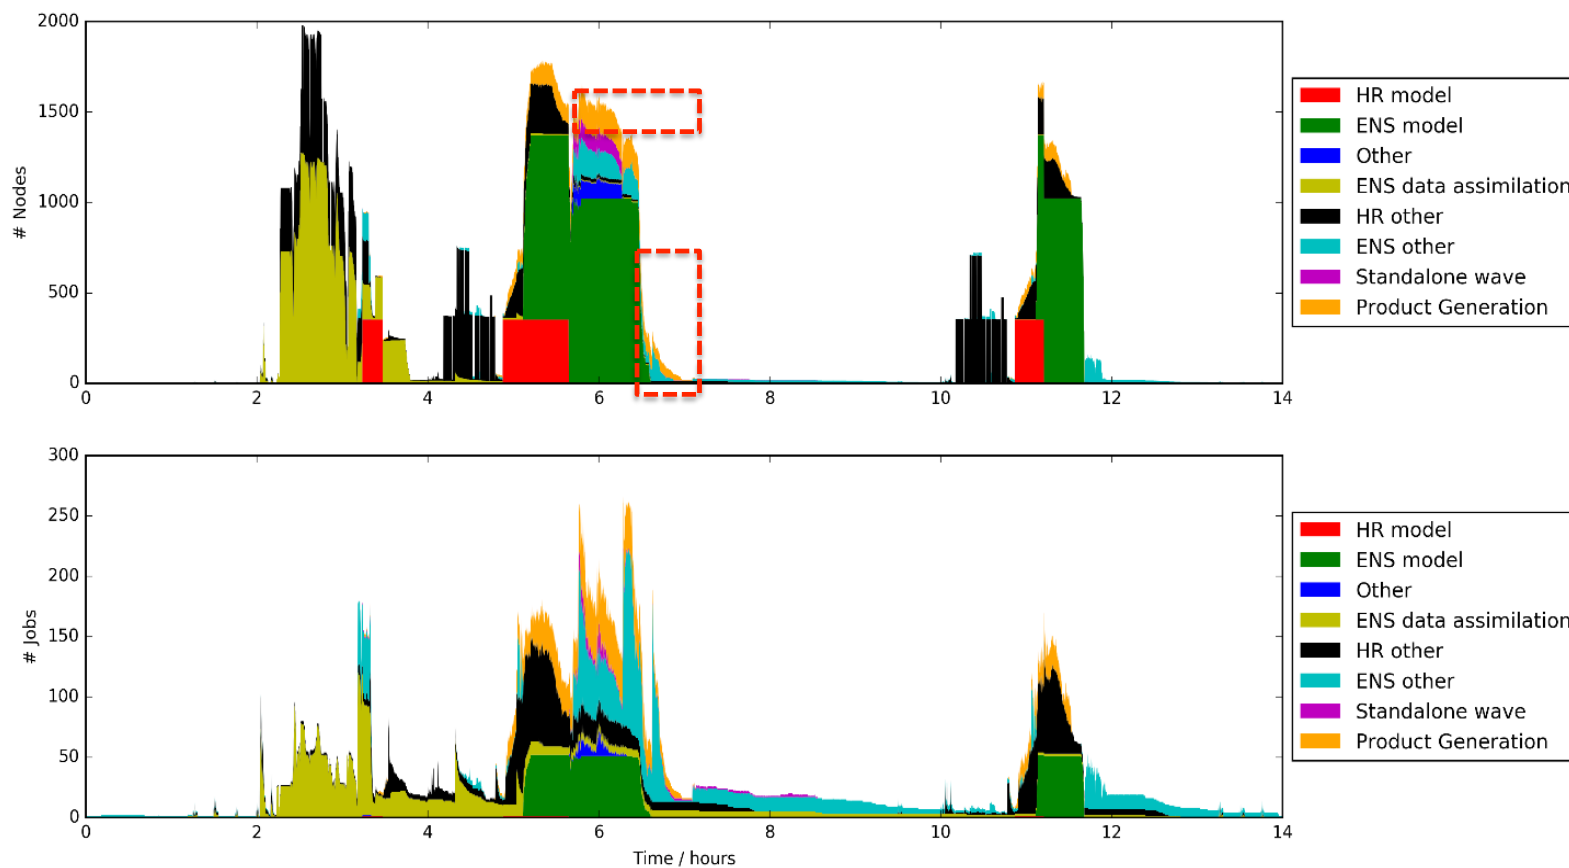 2000
1500
1000
500
0
# Nodes
0 2 4 6 8 10 12 14
HR model
ENS model
Other
ENS data assimilation
HR other
ENS other
Standalone wave
Product Generation
300
250
200
150
100
50
0
# Jobs
0 2 4 6 8 10 12 14
Time / hours
HR model
ENS model
Other
ENS data assimilation
HR other
ENS other
Standalone wave
Product Generation